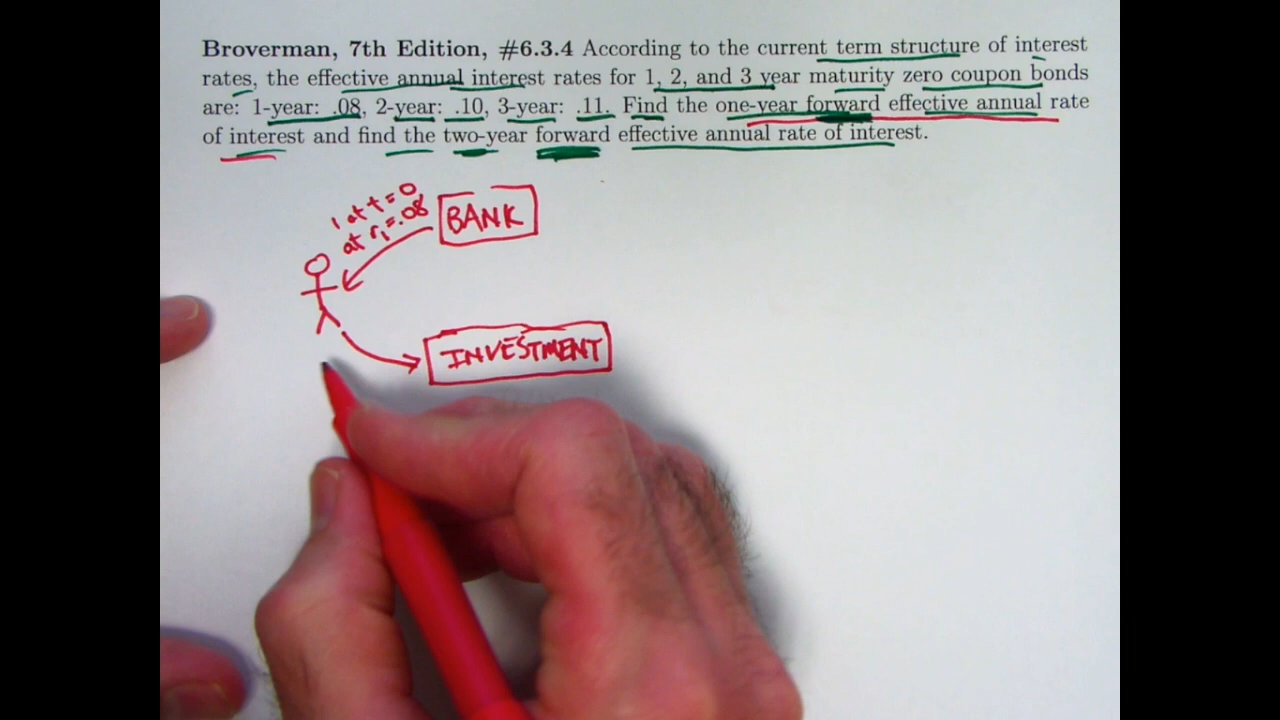 Broverman, 7th Edition, #6.3.4 According to the current term structure of interest
rates, the effective annual interest rates for 1, 2, and 3 year maturity zero coupon bonds
are: 1-year: .08, 2-year: .10, 3-year: .11. Find the one-year forward effective annual rate
of interest and find the two-year forward effective annual rate of interest.
1 at t=0
at r₁=.08
BANK
INVESTMENT